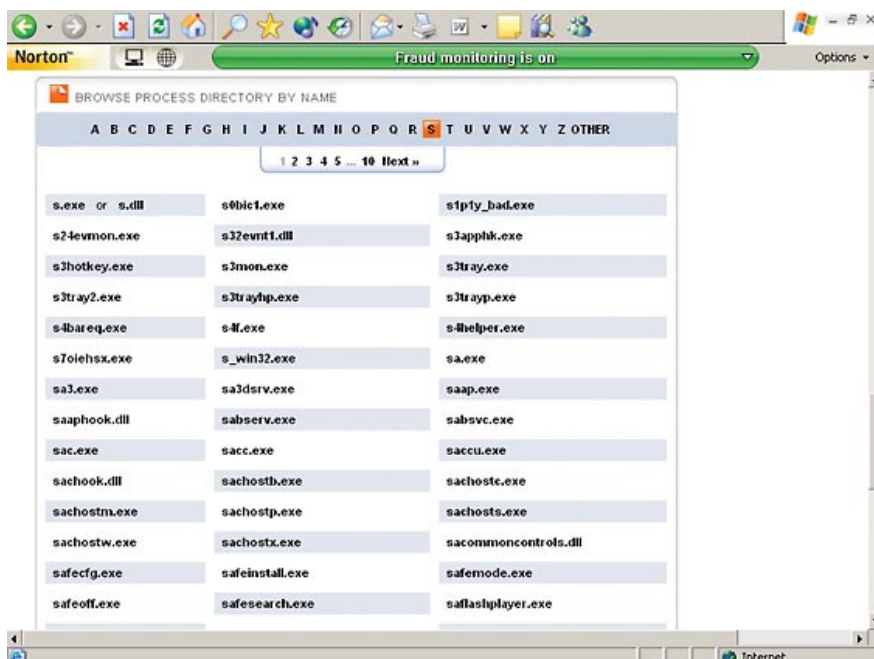 Norton™ Fraud monitoring is on Options
BROWSE PROCESS DIRECTORY BY NAME
A B C D E F G H I J K L M N O P Q R S T U V W X Y Z OTHER
1 2 3 4 5 ... 10 Next »
s.exe or s.dll s0bic1.exe s1p1y_bad.exe
s24evmon.exe s32evnt1.dll s3apphk.exe
s3hotkey.exe s3mon.exe s3tray.exe
s3tray2.exe s3trayhp.exe s3trayp.exe
s4bareq.exe s4f.exe s4helper.exe
s7oiehsx.exe s_win32.exe sa.exe
sa3.exe sa3dsrv.exe saap.exe
saaphook.dll sabserv.exe sabsvc.exe
sac.exe sacc.exe saccu.exe
sachook.dll sachostb.exe sachostc.exe
sachostm.exe sachostp.exe sachosts.exe
sachostw.exe sachostx.exe sacommoncontrols.dll
safecfg.exe safeinstall.exe safemode.exe
safeoff.exe safesearch.exe saflashplayer.exe
Internet